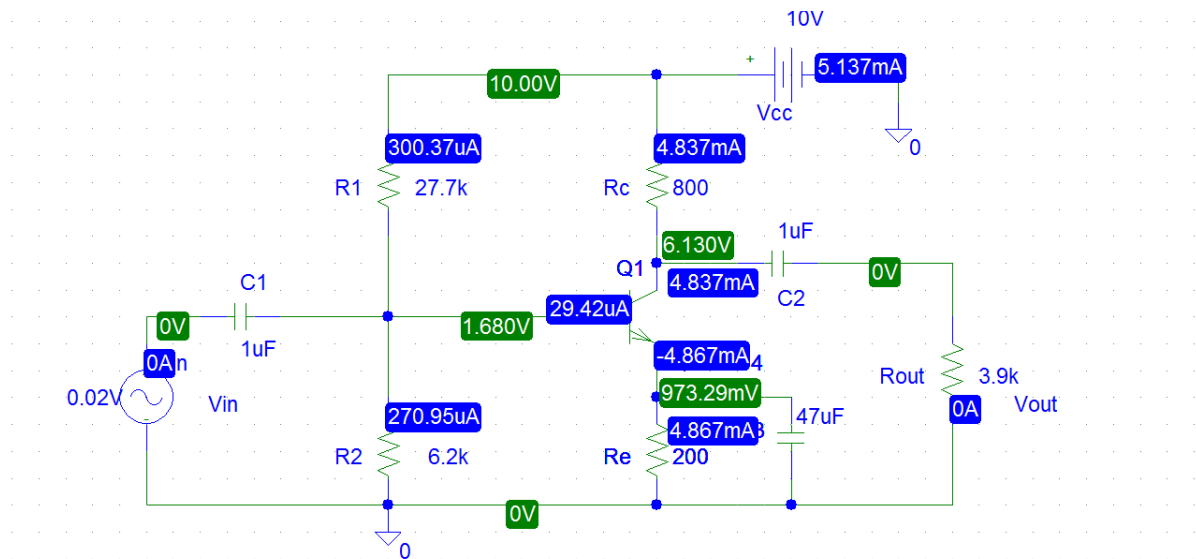 10V
+
5.137mA
10.00V
Vcc
0
300.37uA
4.837mA
R1
27.7k
Rc
800
6.130V
1uF
Q1
C1
4.837mA
C2
0V
29.42uA
0V
1.680V
1uF
0A
n
-4.867mA
4
Rout
3.9k
0.02V
Vin
973.29mV
0A
Vout
270.95uA
4.867mA
3
47uF
R2
6.2k
Re
200
0V
0